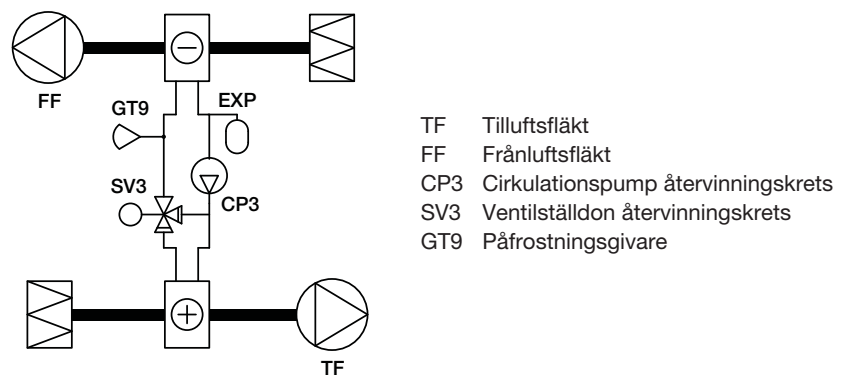 FF
GT9
EXP
SV3
CP3
TF
TF Tilluftsfläkt
FF Frånluftsfläkt
CP3 Cirkulationspump återvinningskrets
SV3 Ventilställdon återvinningskrets
GT9 Påfrostningsgivare